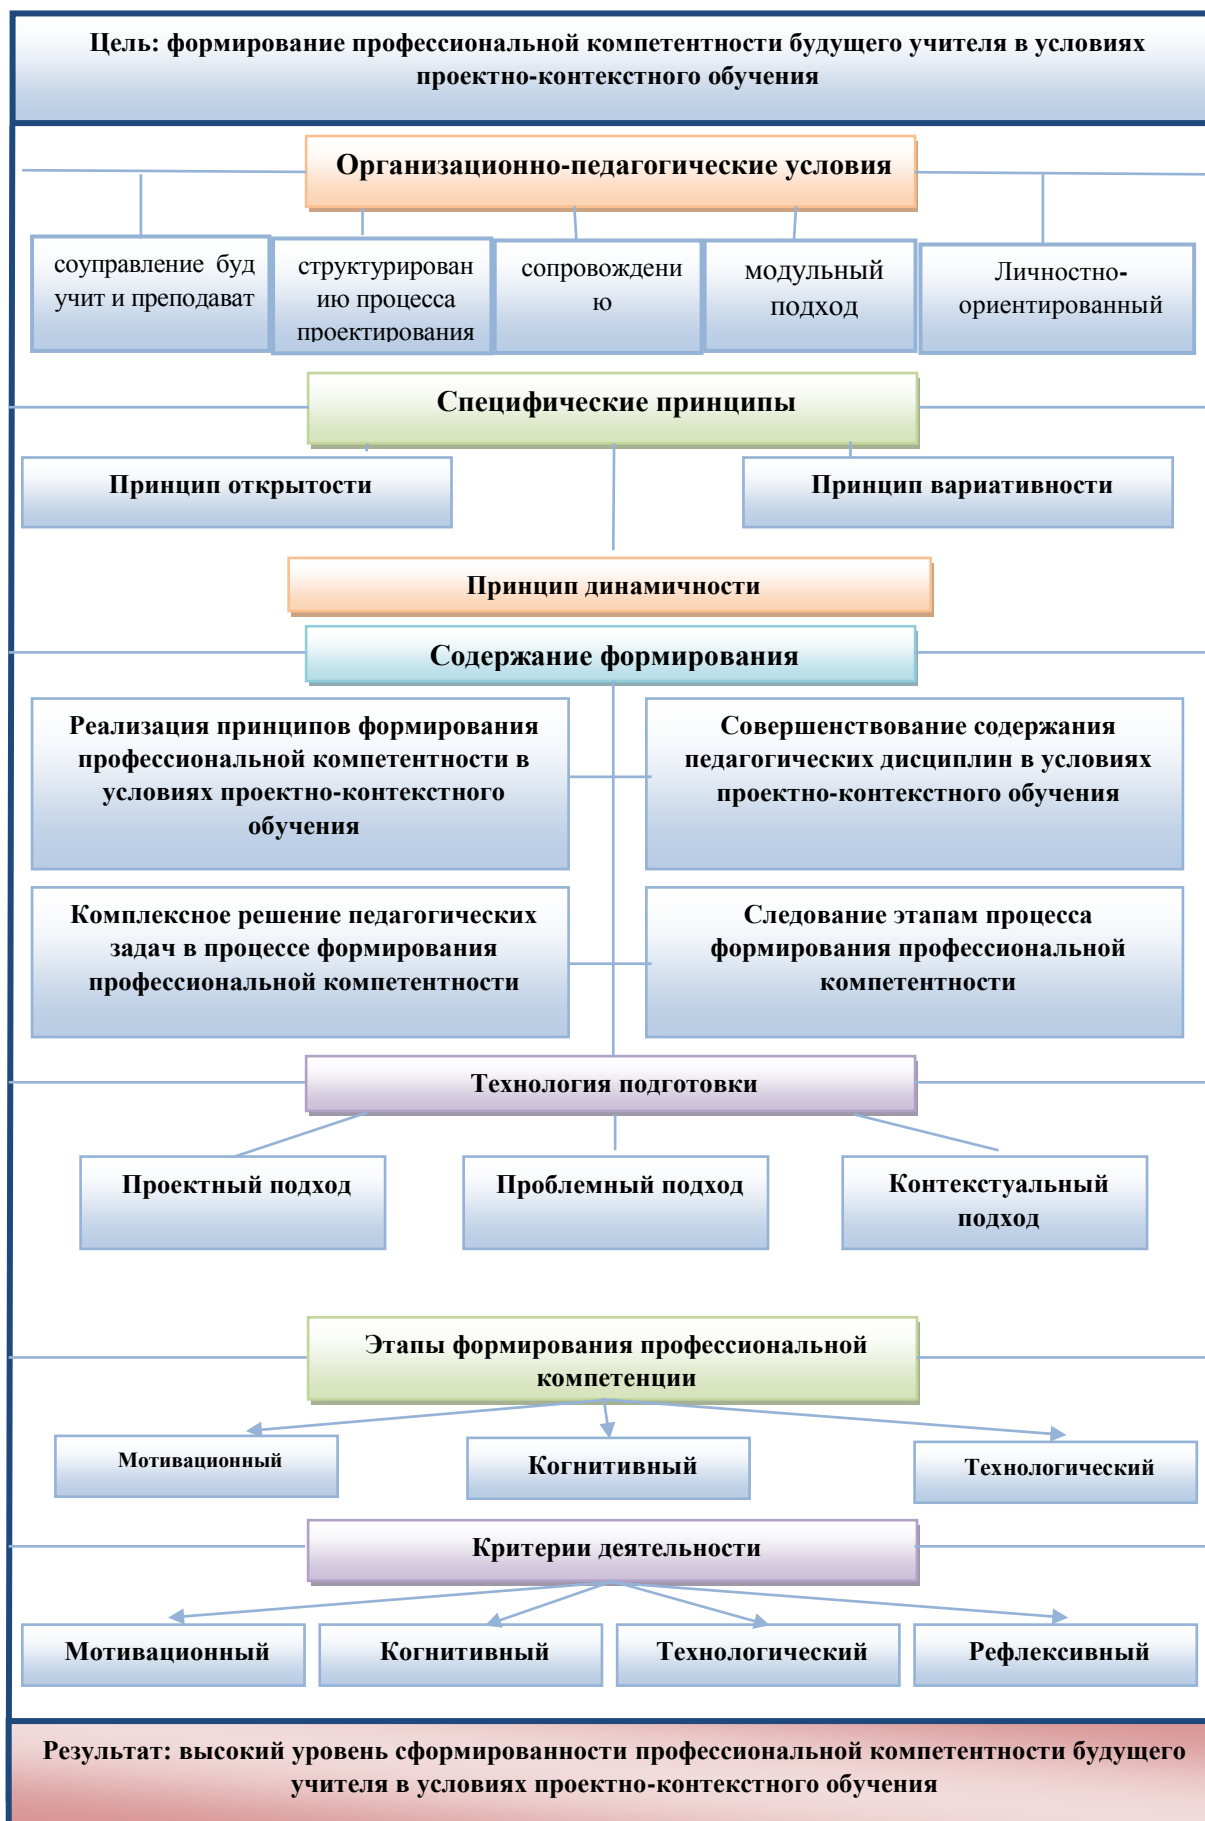 Цель: формирование профессиональной компетентности будущего учителя в условиях
проектно-контекстного обучения
Организационно-педагогические условия
соуправление буд
учит и преподават
структурирован
ию процесса
проектирования
сопровождени
ю
модульный
подход
Личностно-
ориентированный
Специфические принципы
Принцип открытости
Принцип вариативности
Принцип динамичности
Содержание формирования
Реализация принципов формирования
профессиональной компетентности в
условиях проектно-контекстного
обучения
Совершенствование содержания
педагогических дисциплин в условиях
проектно-контекстного обучения
Комплексное решение педагогических
задач в процессе формирования
профессиональной компетентности
Следование этапам процесса
формирования профессиональной
компетентности
Технология подготовки
Проектный подход
Проблемный подход
Контекстуальный
подход
Этапы формирования профессиональной
компетенции
Мотивационный
Когнитивный
Технологический
Критерии деятельности
Мотивационный
Когнитивный
Технологический
Рефлексивный
Результат: высокий уровень сформированности профессиональной компетентности будущего
учителя в условиях проектно-контекстного обучения